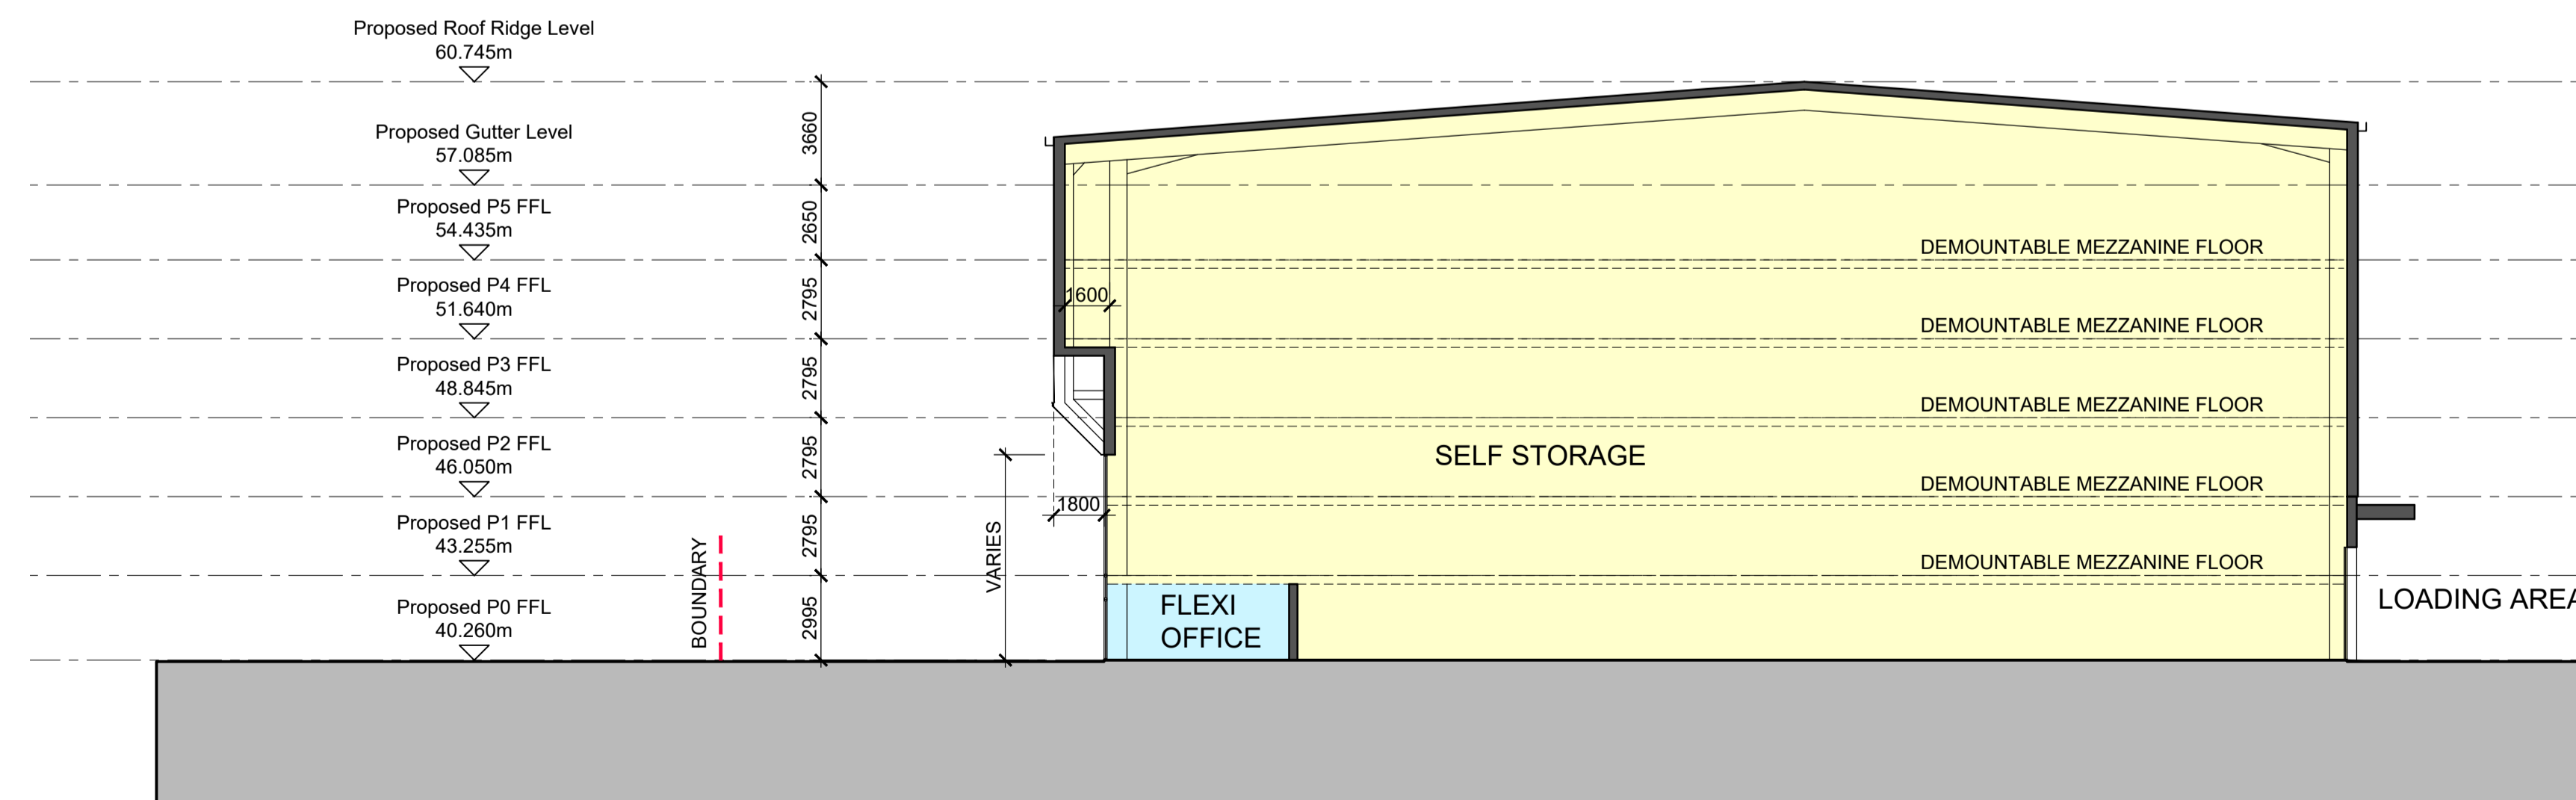 Proposed Roof Ridge Level
60.745m
Proposed Gutter Level
57.085m
Proposed P5 FFL
54.435m
Proposed P4 FFL
51.640m
Proposed P3 FFL
48.845m
Proposed P2 FFL
46.050m
Proposed P1 FFL
43.255m
Proposed P0 FFL
40.260m
BOUNDARY
3660
2650
2795
2795
2795
2795
2995
VARIES
1600
1800
DEMOUNTABLE MEZZANINE FLOOR
DEMOUNTABLE MEZZANINE FLOOR
DEMOUNTABLE MEZZANINE FLOOR
SELF STORAGE
DEMOUNTABLE MEZZANINE FLOOR
DEMOUNTABLE MEZZANINE FLOOR
FLEXI
OFFICE
LOADING AREA